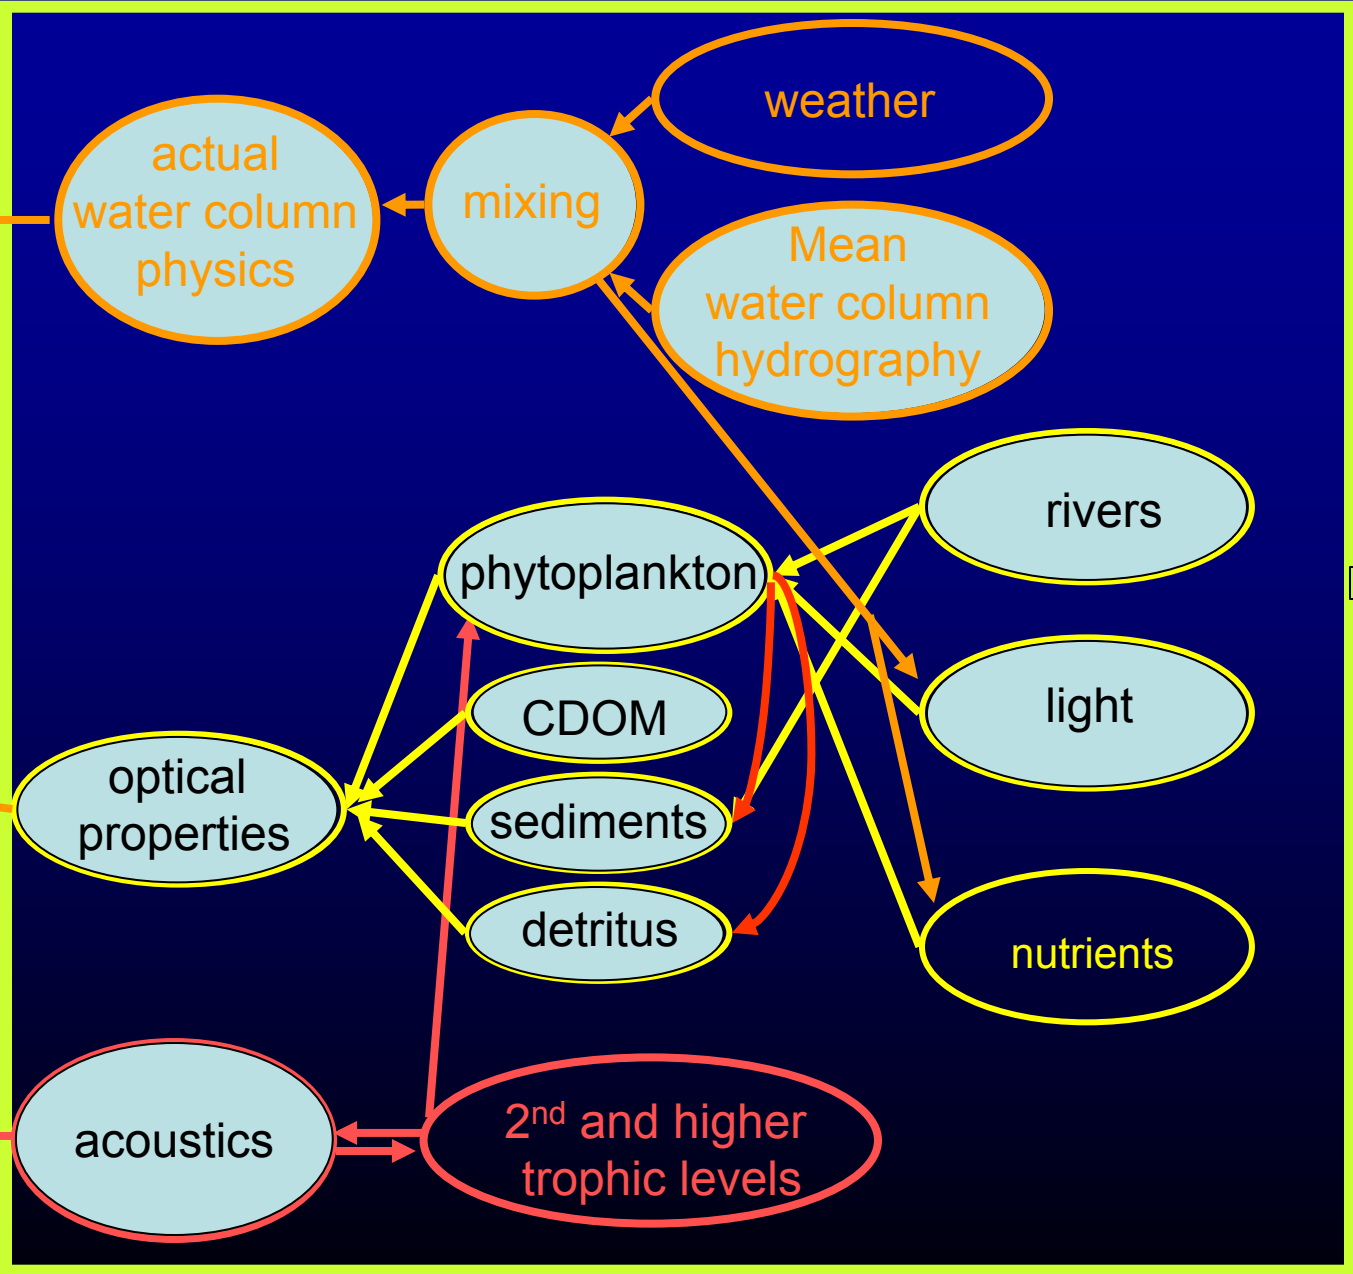 weather
actual
water column
physics
mixing
Mean
water column
hydrography
rivers
phytoplankton
light
CDOM
optical
properties
sediments
detritus
nutrients
acoustics
2nd and higher
trophic levels